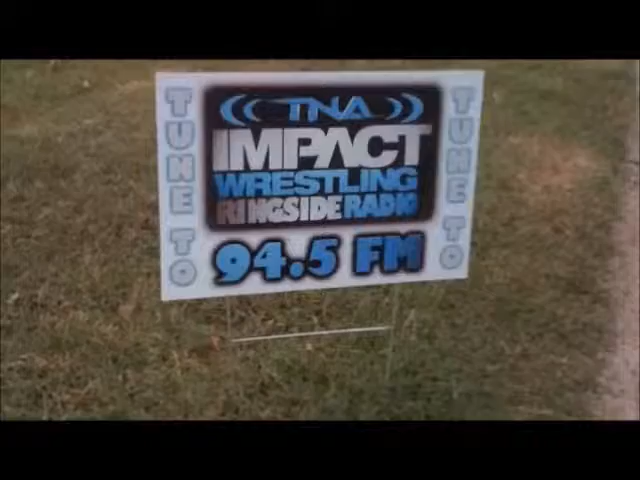 TUNE TO
TNA
IMPACT
WRESTLING
RINGSIDE RADIO
94.5 FM
TUNE TO